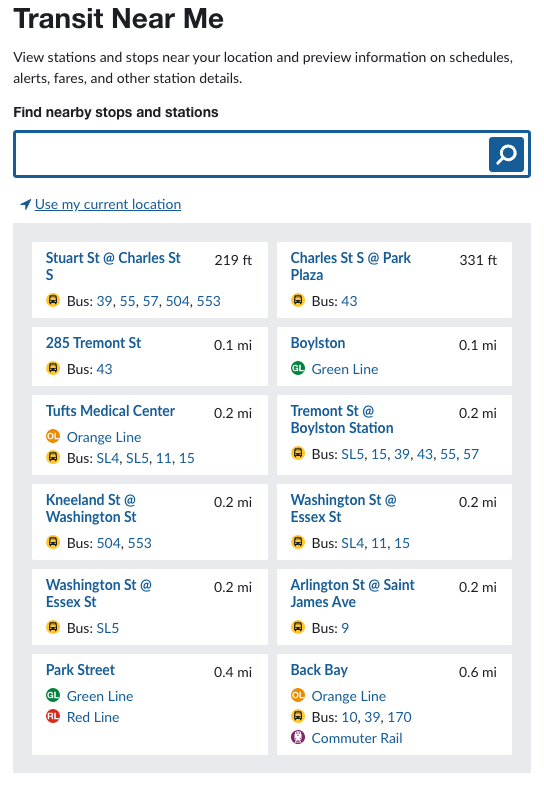 Transit Near Me
View stations and stops near your location and preview information on schedules,
alerts, fares, and other station details.
Find nearby stops and stations
Use my current location
Stuart St @ Charles St
S
219 ft
Bus: 39, 55, 57, 504, 553
Charles St S @ Park
Plaza
331 ft
Bus: 43
285 Tremont St
0.1 mi
Bus: 43
Boylston
0.1 mi
GL Green Line
Tufts Medical Center
0.2 mi
OL Orange Line
Bus: SL4, SL5, 11, 15
Tremont St @
Boylston Station
0.2 mi
Bus: SL5, 15, 39, 43, 55, 57
Kneeland St @
Washington St
0.2 mi
Bus: 504, 553
Washington St @
Essex St
0.2 mi
Bus: SL4, 11, 15
Washington St @
Essex St
0.2 mi
Bus: SL5
Arlington St @ Saint
James Ave
0.2 mi
Bus: 9
Park Street
0.4 mi
GL Green Line
RL Red Line
Back Bay
0.6 mi
OL Orange Line
Bus: 10, 39, 170
Commuter Rail